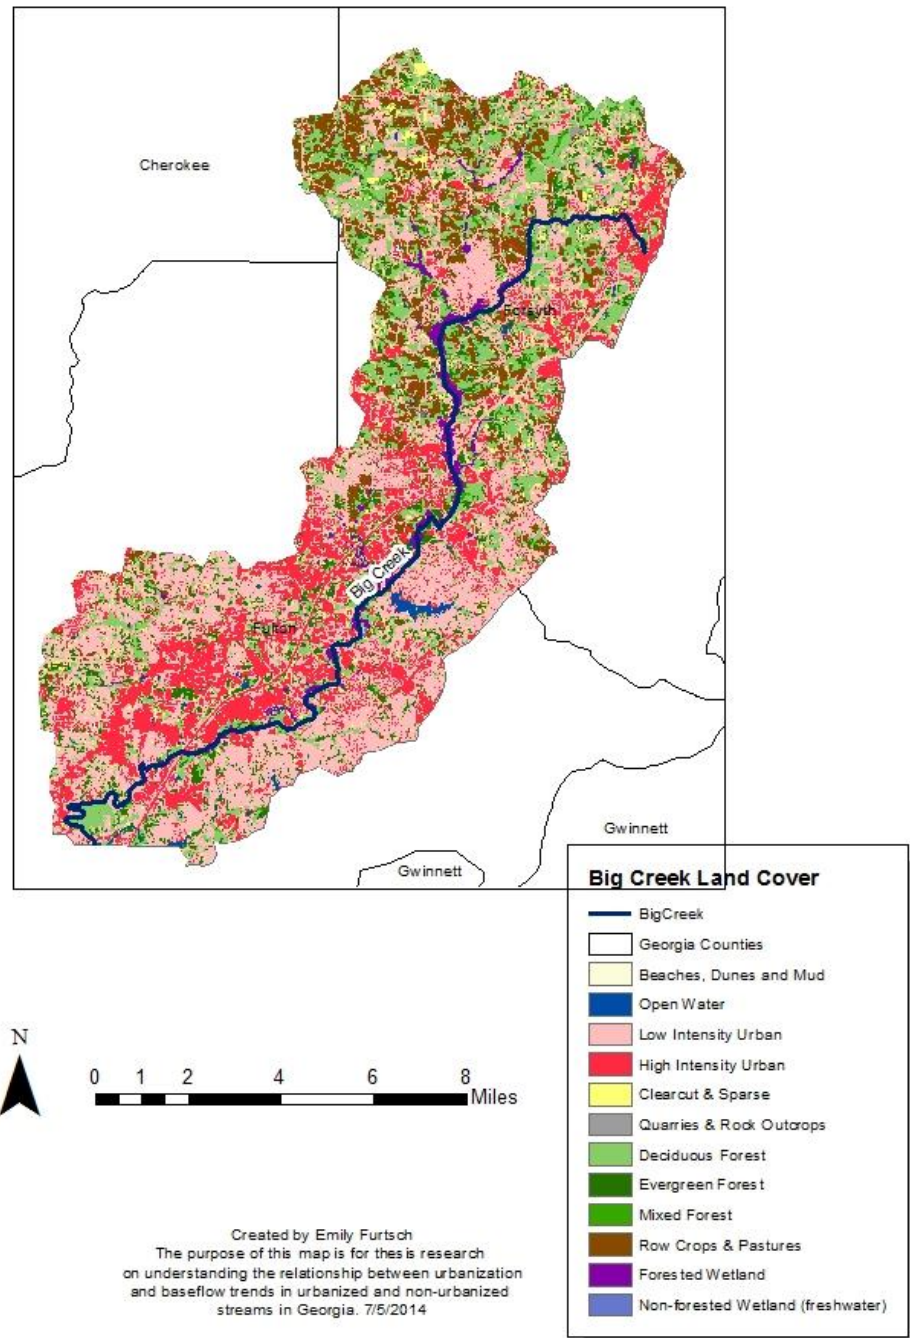 Cherokee
Forsyth
Big Creek
Fulton
Gwinnett
Gwinnett
Big Creek Land Cover
BigCreek
Georgia Counties
Beaches, Dunes and Mud
Open Water
Low Intensity Urban
High Intensity Urban
Clearcut & Sparse
Quarries & Rock Outcrops
Deciduous Forest
Evergreen Forest
Mixed Forest
Row Crops & Pastures
Forested Wetland
Non-forested Wetland (freshwater)
N
0 1 2 4 6 8
Miles
Created by Emily Furtsch
The purpose of this map is for thesis research
on understanding the relationship between urbanization
and baseflow trends in urbanized and non-urbanized
streams in Georgia. 7/5/2014